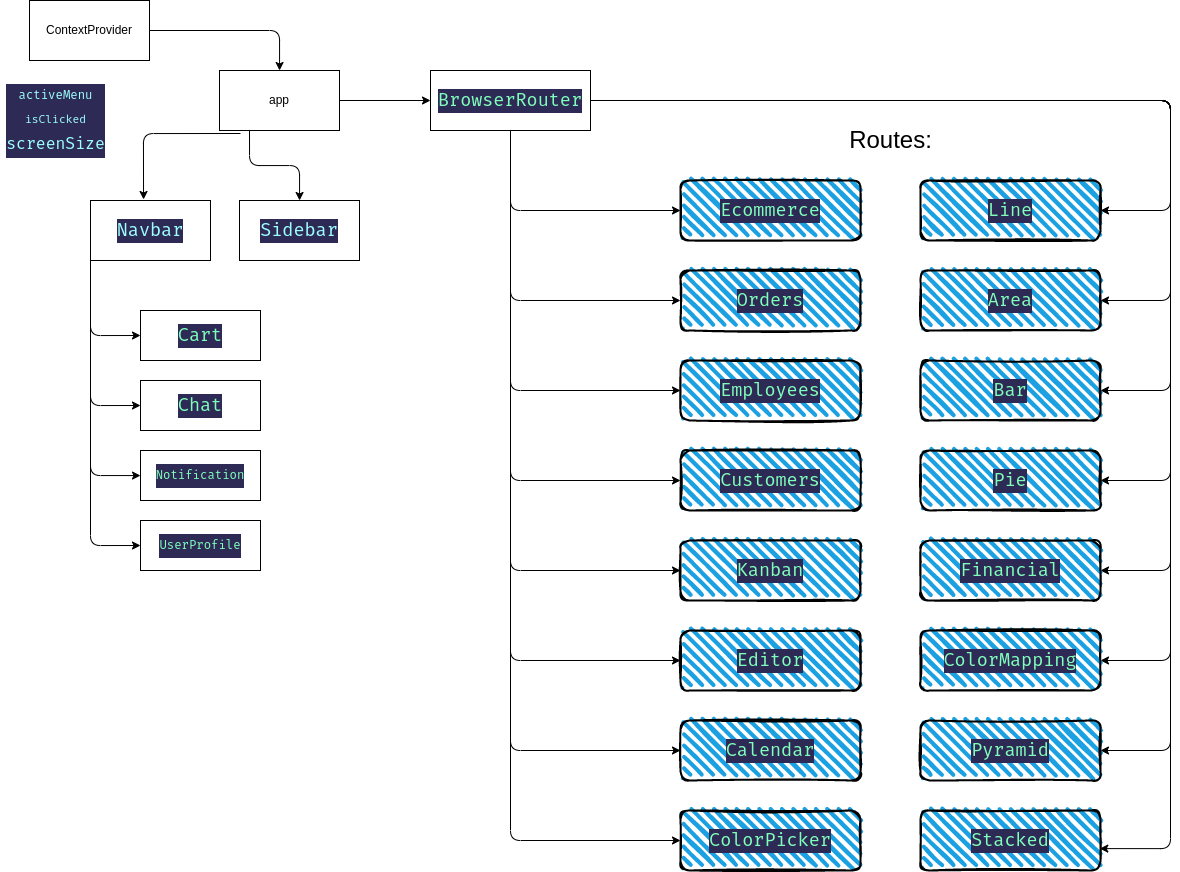 ContextProvider
activeMenu
isClicked
screenSize
app
BrowserRouter
Routes:
Navbar
Sidebar
Cart
Chat
Notification
UserProfile
Ecommerce
Line
Orders
Area
Employees
Bar
Customers
Pie
Kanban
Financial
Editor
ColorMapping
Calendar
Pyramid
ColorPicker
Stacked